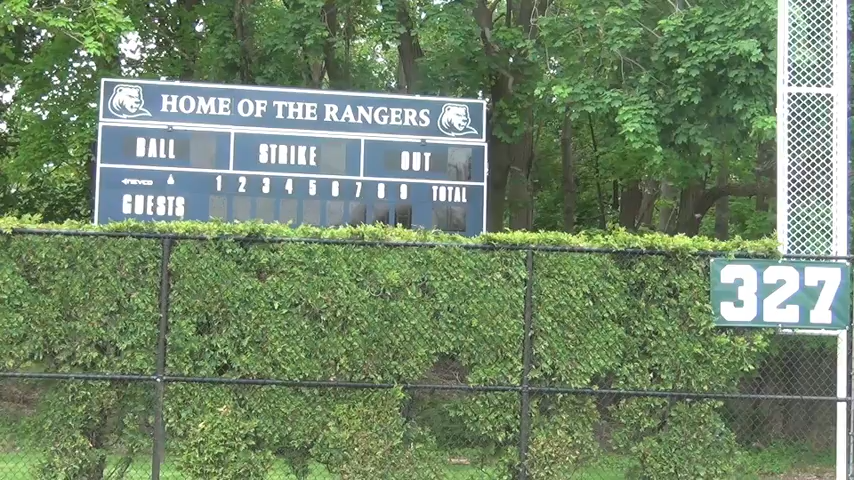 HOME OF THE RANGERS
BALL STRIKE OUT
NEVCO 1 2 3 4 5 6 7 8 9 TOTAL
GUESTS
327